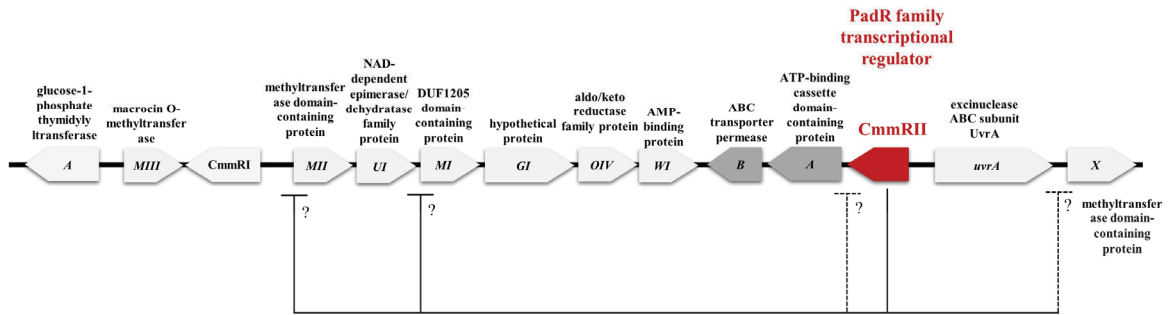 PadR family
transcriptional
regulator
glucose-1-
phosphate
thymidyly
ltransferase
macrocin O-
methyltransfer
ase
methyltransfer
ase domain-
containing
protein
NAD-
dependent
epimerase/
dehydratase
family
protein
DUF1205
domain-
containing
protein
hypothetical
protein
aldo/keto
reductase
family protein
AMP-
binding
protein
ABC
transporter
permease
ATP-binding
cassette
domain-
containing
protein
CmmRII
excinuclease
ABC subunit
UvrA
A
MIII
CmmRI
MII
UI
MI
GI
OIV
WI
B
A
uvrA
X
?
?
?
?
methyltransfer
ase domain-
containing
protein